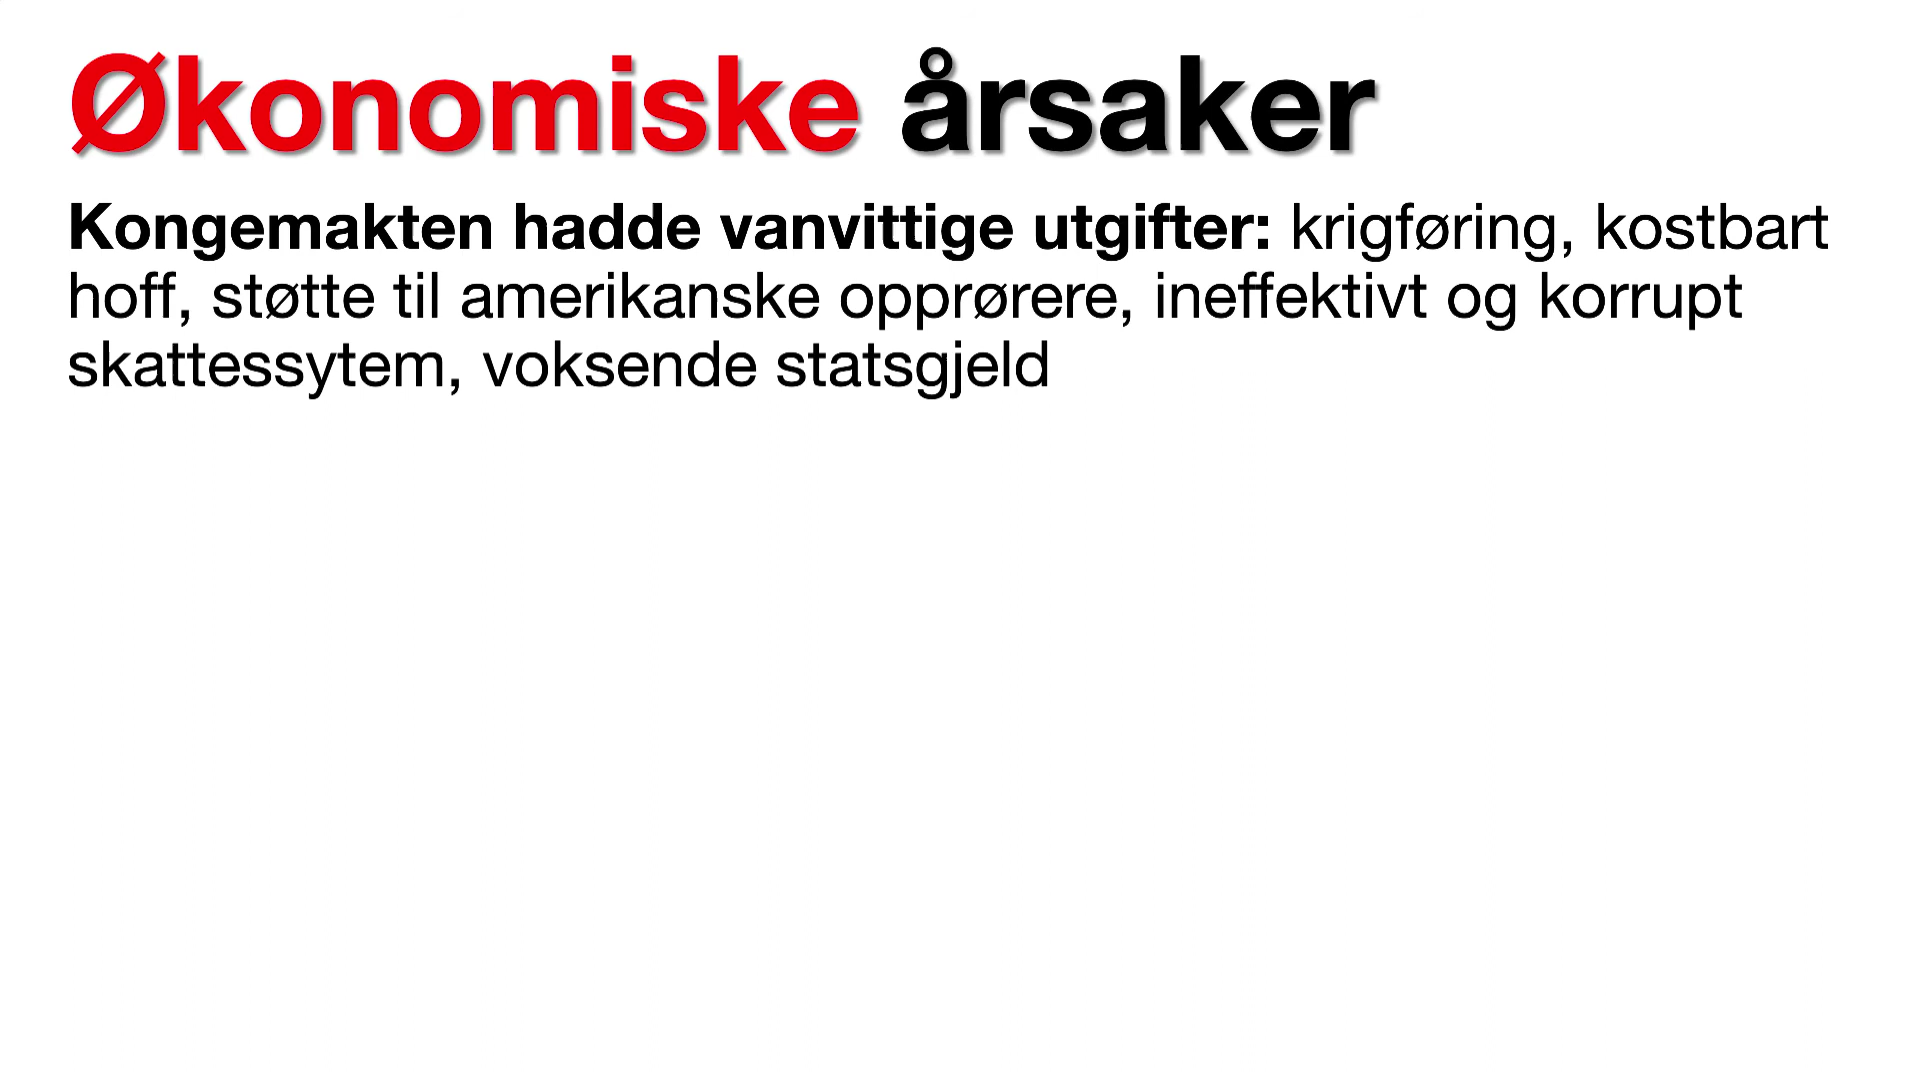 Økonomiske årsaker
Kongemakten hadde vanvittige utgifter: krigføring, kostbart
hoff, støtte til amerikanske opprørere, ineffektivt og korrupt
skattessytem, voksende statsgjeld